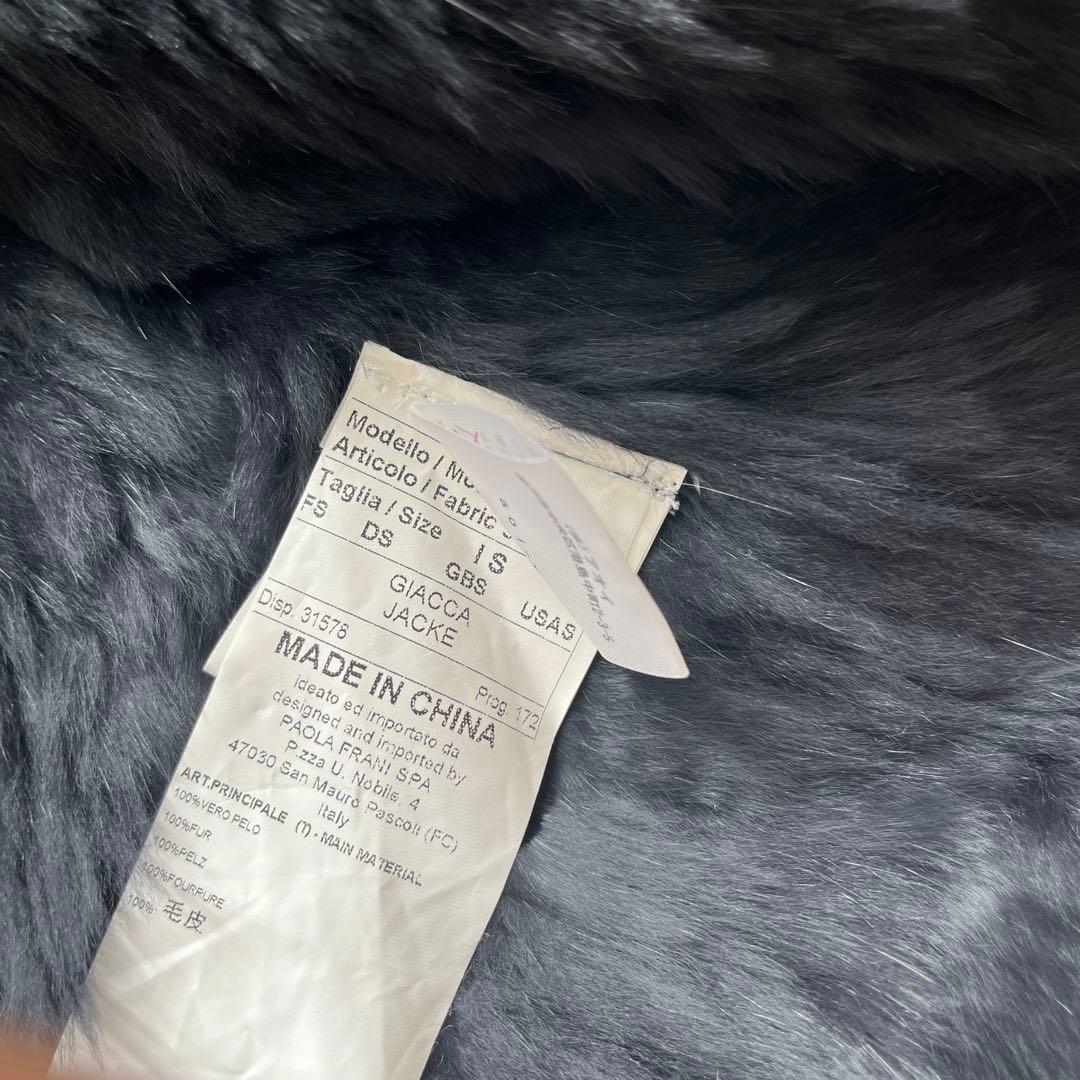 Modello /
Articolo / Fabric
Taglia / Size I S
FS DS GBS USAS
GIACCA
JACKE
Disp. 31578 Prog. 172
MADE IN CHINA
ideato ed importato da
designed and imported by
PAOLA FRANI SPA
P.zza U. Nobile, 4
47030 San Mauro Pascoli (FC)
Italy
ART.PRINCIPALE (1) - MAIN MATERIAL
100%VERO PELO
100%FUR
100%PELZ
100%FOURRURE
100% 毛皮